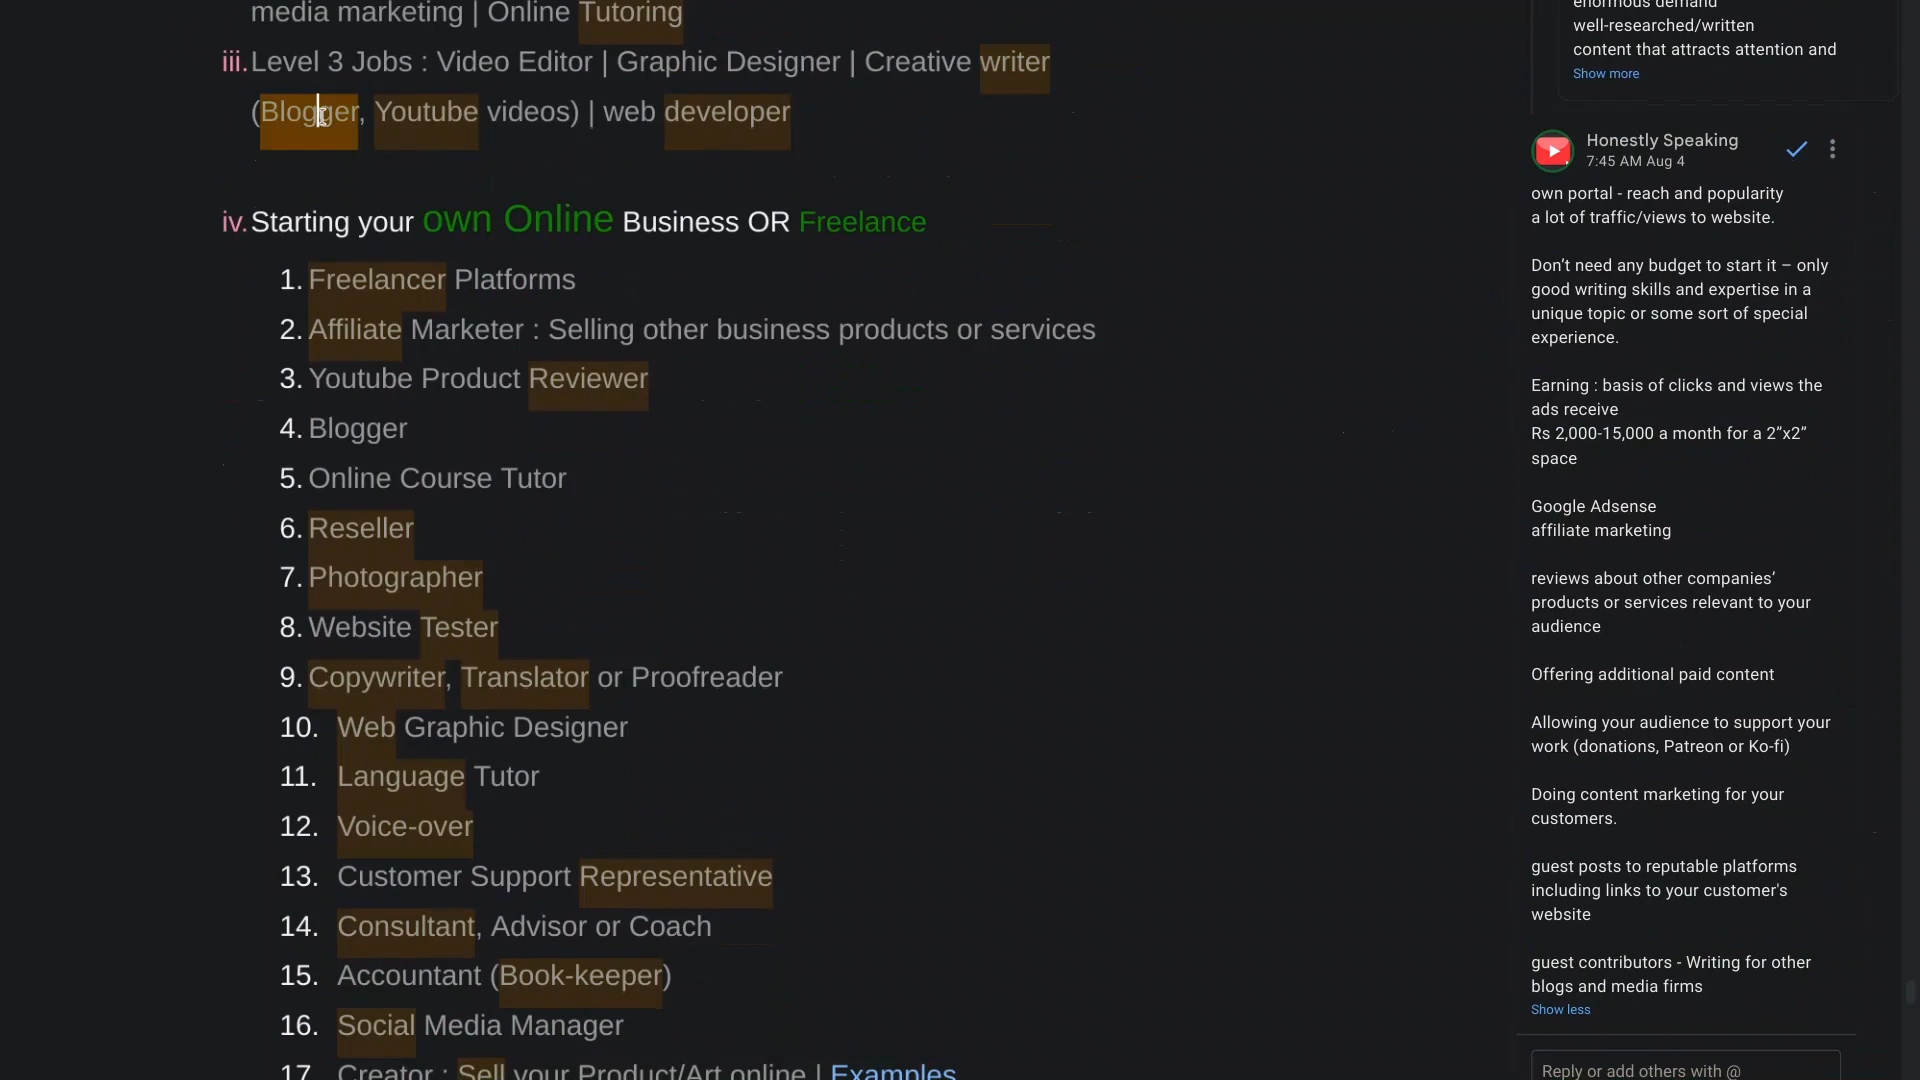 media marketing | Online Tutoring
iii. Level 3 Jobs : Video Editor | Graphic Designer | Creative writer
(Blogger, Youtube videos) | web developer
iv. Starting your own Online Business OR Freelance
1. Freelancer Platforms
2. Affiliate Marketer : Selling other business products or services
3. Youtube Product Reviewer
4. Blogger
5. Online Course Tutor
6. Reseller
7. Photographer
8. Website Tester
9. Copywriter, Translator or Proofreader
10. Web Graphic Designer
11. Language Tutor
12. Voice-over
13. Customer Support Representative
14. Consultant, Advisor or Coach
15. Accountant (Book-keeper)
16. Social Media Manager
17. Creator : Sell your Product/Art online | Examples
enormous demand
well-researched/written
content that attracts attention and
Show more
Honestly Speaking
7:45 AM Aug 4
own portal - reach and popularity
a lot of traffic/views to website.
Don’t need any budget to start it – only
good writing skills and expertise in a
unique topic or some sort of special
experience.
Earning : basis of clicks and views the
ads receive
Rs 2,000-15,000 a month for a 2”x2”
space
Google Adsense
affiliate marketing
reviews about other companies’
products or services relevant to your
audience
Offering additional paid content
Allowing your audience to support your
work (donations, Patreon or Ko-fi)
Doing content marketing for your
customers.
guest posts to reputable platforms
including links to your customer's
website
guest contributors - Writing for other
blogs and media firms
Show less
Reply or add others with @